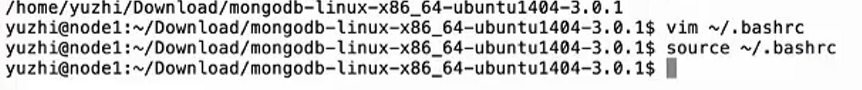 /home/yuzhi/Download/mongodb-linux-x86_64-ubuntu1404-3.0.1
yuzhi@node1:~/Download/mongodb-linux-x86_64-ubuntu1404-3.0.1$ vim ~/.bashrc
yuzhi@node1:~/Download/mongodb-linux-x86_64-ubuntu1404-3.0.1$ source ~/.bashrc
yuzhi@node1:~/Download/mongodb-linux-x86_64-ubuntu1404-3.0.1$